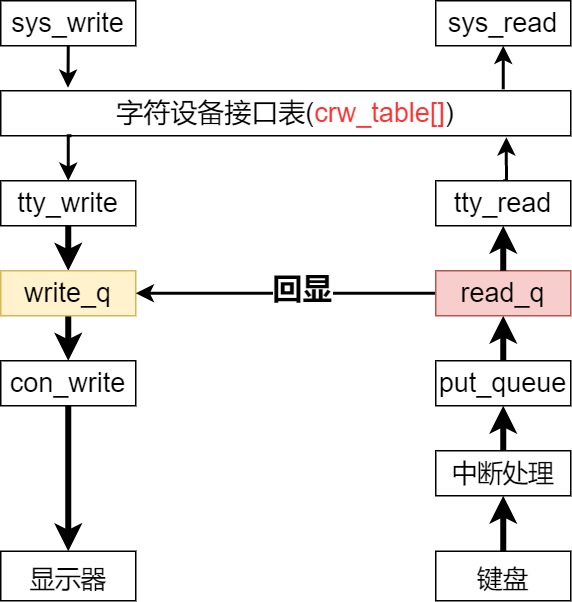 sys_write
sys_read
字符设备接口表(crw_table[])
tty_write
tty_read
write_q
回显
read_q
con_write
put_queue
中断处理
显示器
键盘